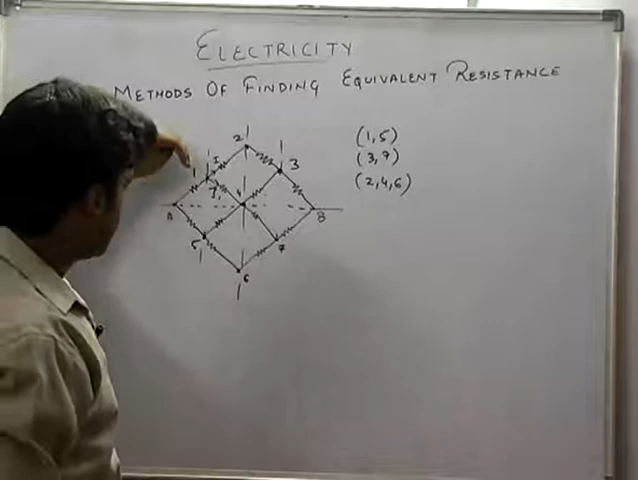 ELECTRICITY
METHODS OF FINDING EQUIVALENT RESISTANCE
(1,5)
(3,7)
(2,4,6)
2
1
3
4
A
B
5
7
6